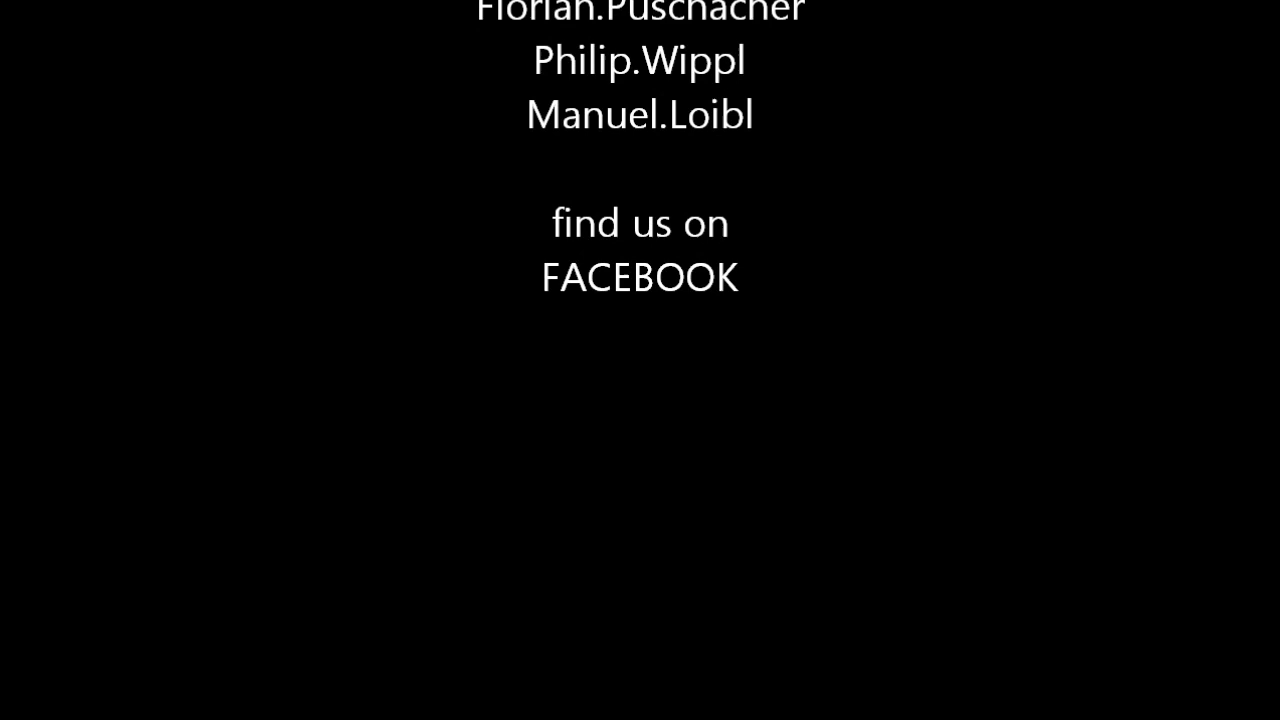 Florian.Puschacher
Philip.Wippl
Manuel.Loibl
find us on
FACEBOOK